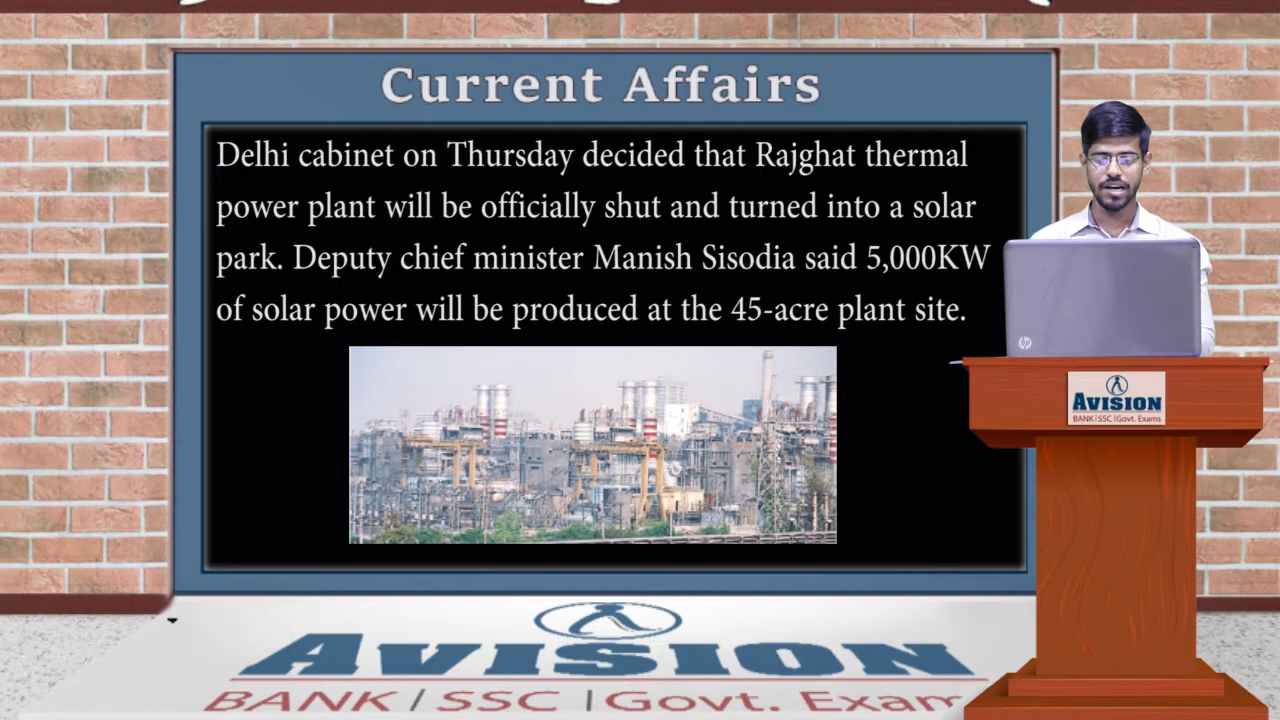 Current Affairs
Delhi cabinet on Thursday decided that Rajghat thermal
power plant will be officially shut and turned into a solar
park. Deputy chief minister Manish Sisodia said 5,000KW
of solar power will be produced at the 45-acre plant site.
hp
AVISION
BANK|SSC|Govt. Exams
AVISION
BANK|SSC|Govt. Exam